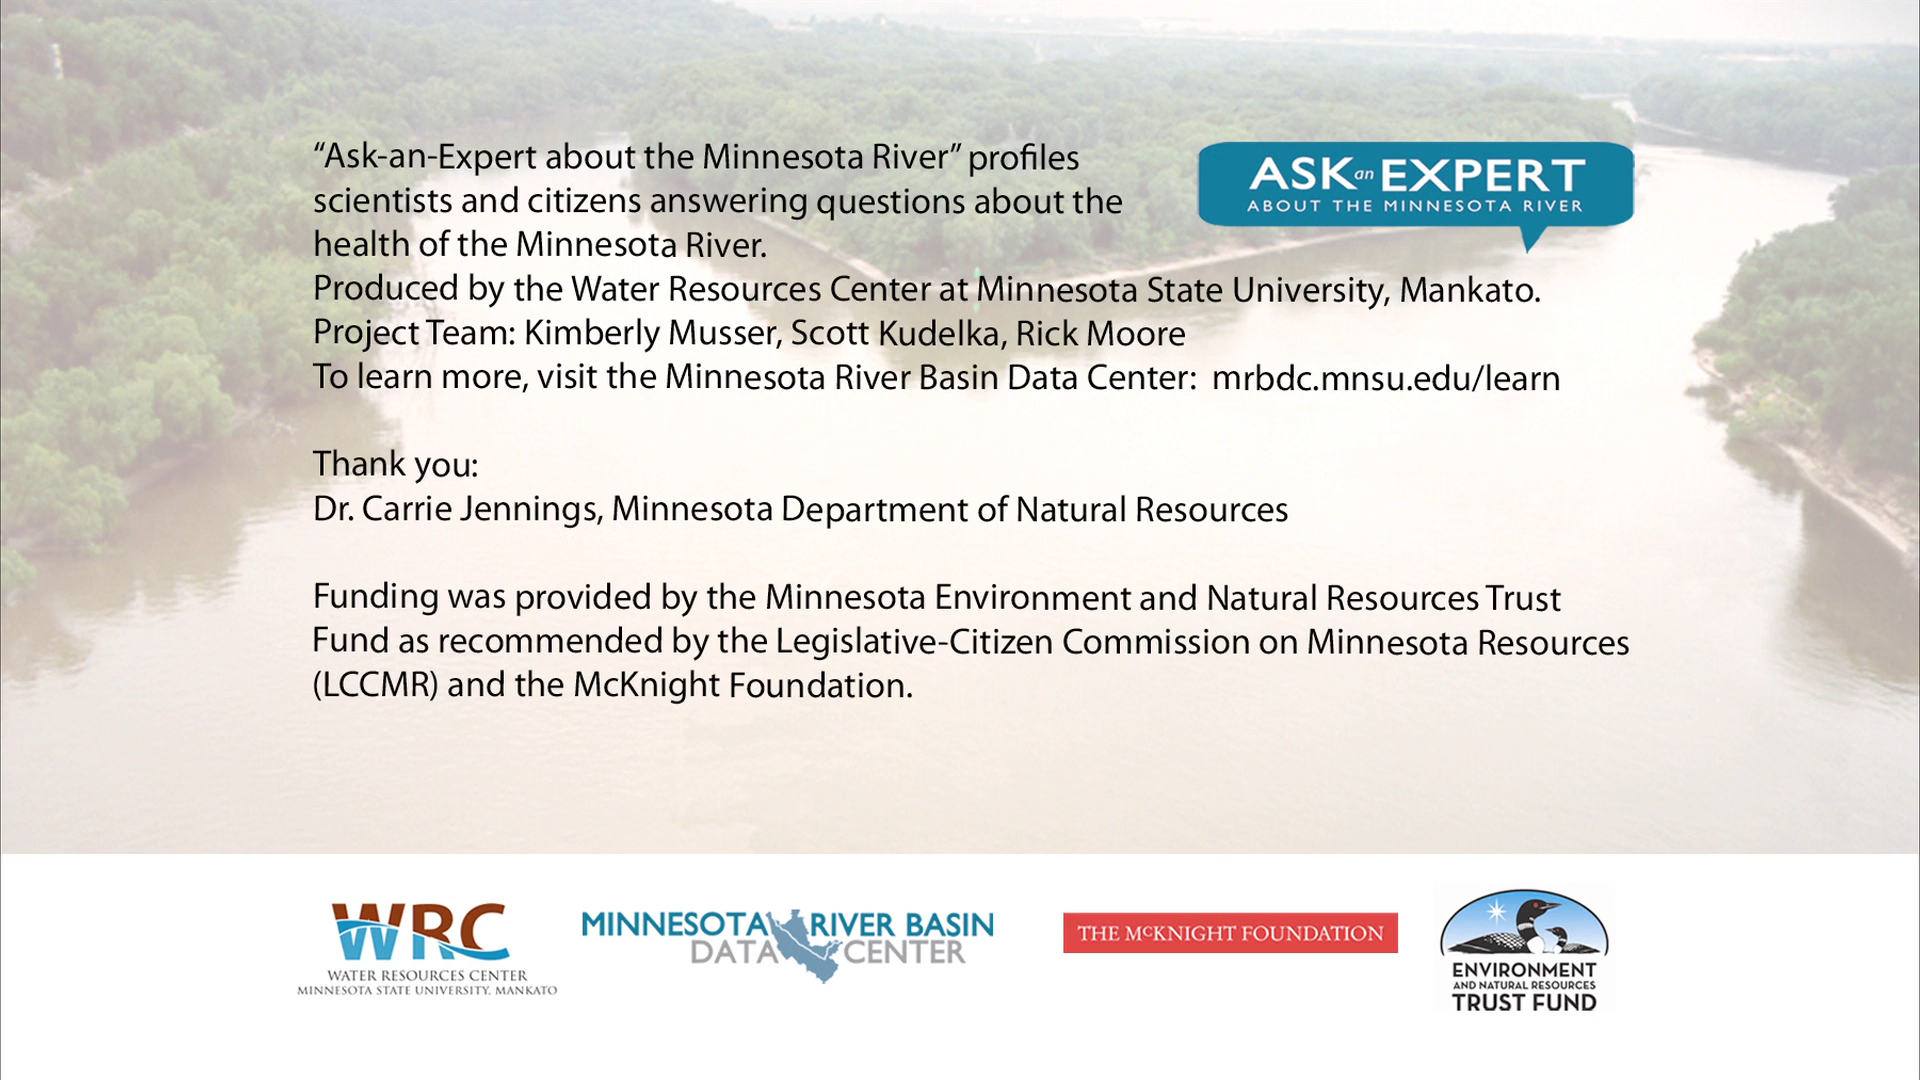 “Ask-an-Expert about the Minnesota River” profiles
scientists and citizens answering questions about the
health of the Minnesota River.
ASK an EXPERT
ABOUT THE MINNESOTA RIVER
Produced by the Water Resources Center at Minnesota State University, Mankato.
Project Team: Kimberly Musser, Scott Kudelka, Rick Moore
To learn more, visit the Minnesota River Basin Data Center: mrbdc.mnsu.edu/learn
Thank you:
Dr. Carrie Jennings, Minnesota Department of Natural Resources
Funding was provided by the Minnesota Environment and Natural Resources Trust
Fund as recommended by the Legislative-Citizen Commission on Minnesota Resources
(LCCMR) and the McKnight Foundation.
WRC
WATER RESOURCES CENTER
MINNESOTA STATE UNIVERSITY, MANKATO
MINNESOTA RIVER BASIN
DATA CENTER
THE McKNIGHT FOUNDATION
ENVIRONMENT
AND NATURAL RESOURCES
TRUST FUND